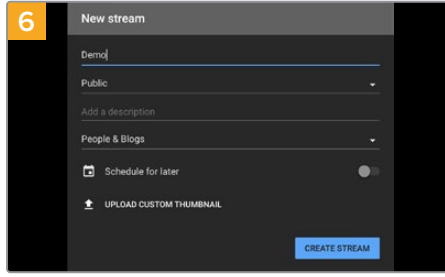 6
New stream
Demo
Public
Add a description
People & Blogs
Schedule for later
UPLOAD CUSTOM THUMBNAIL
CREATE STREAM